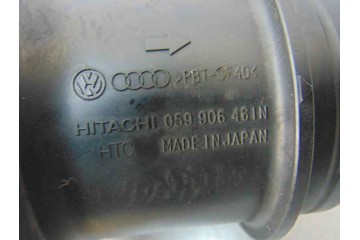 >PBT-GF40<
HITACHI 059 906 461N
HTC MADE IN JAPAN